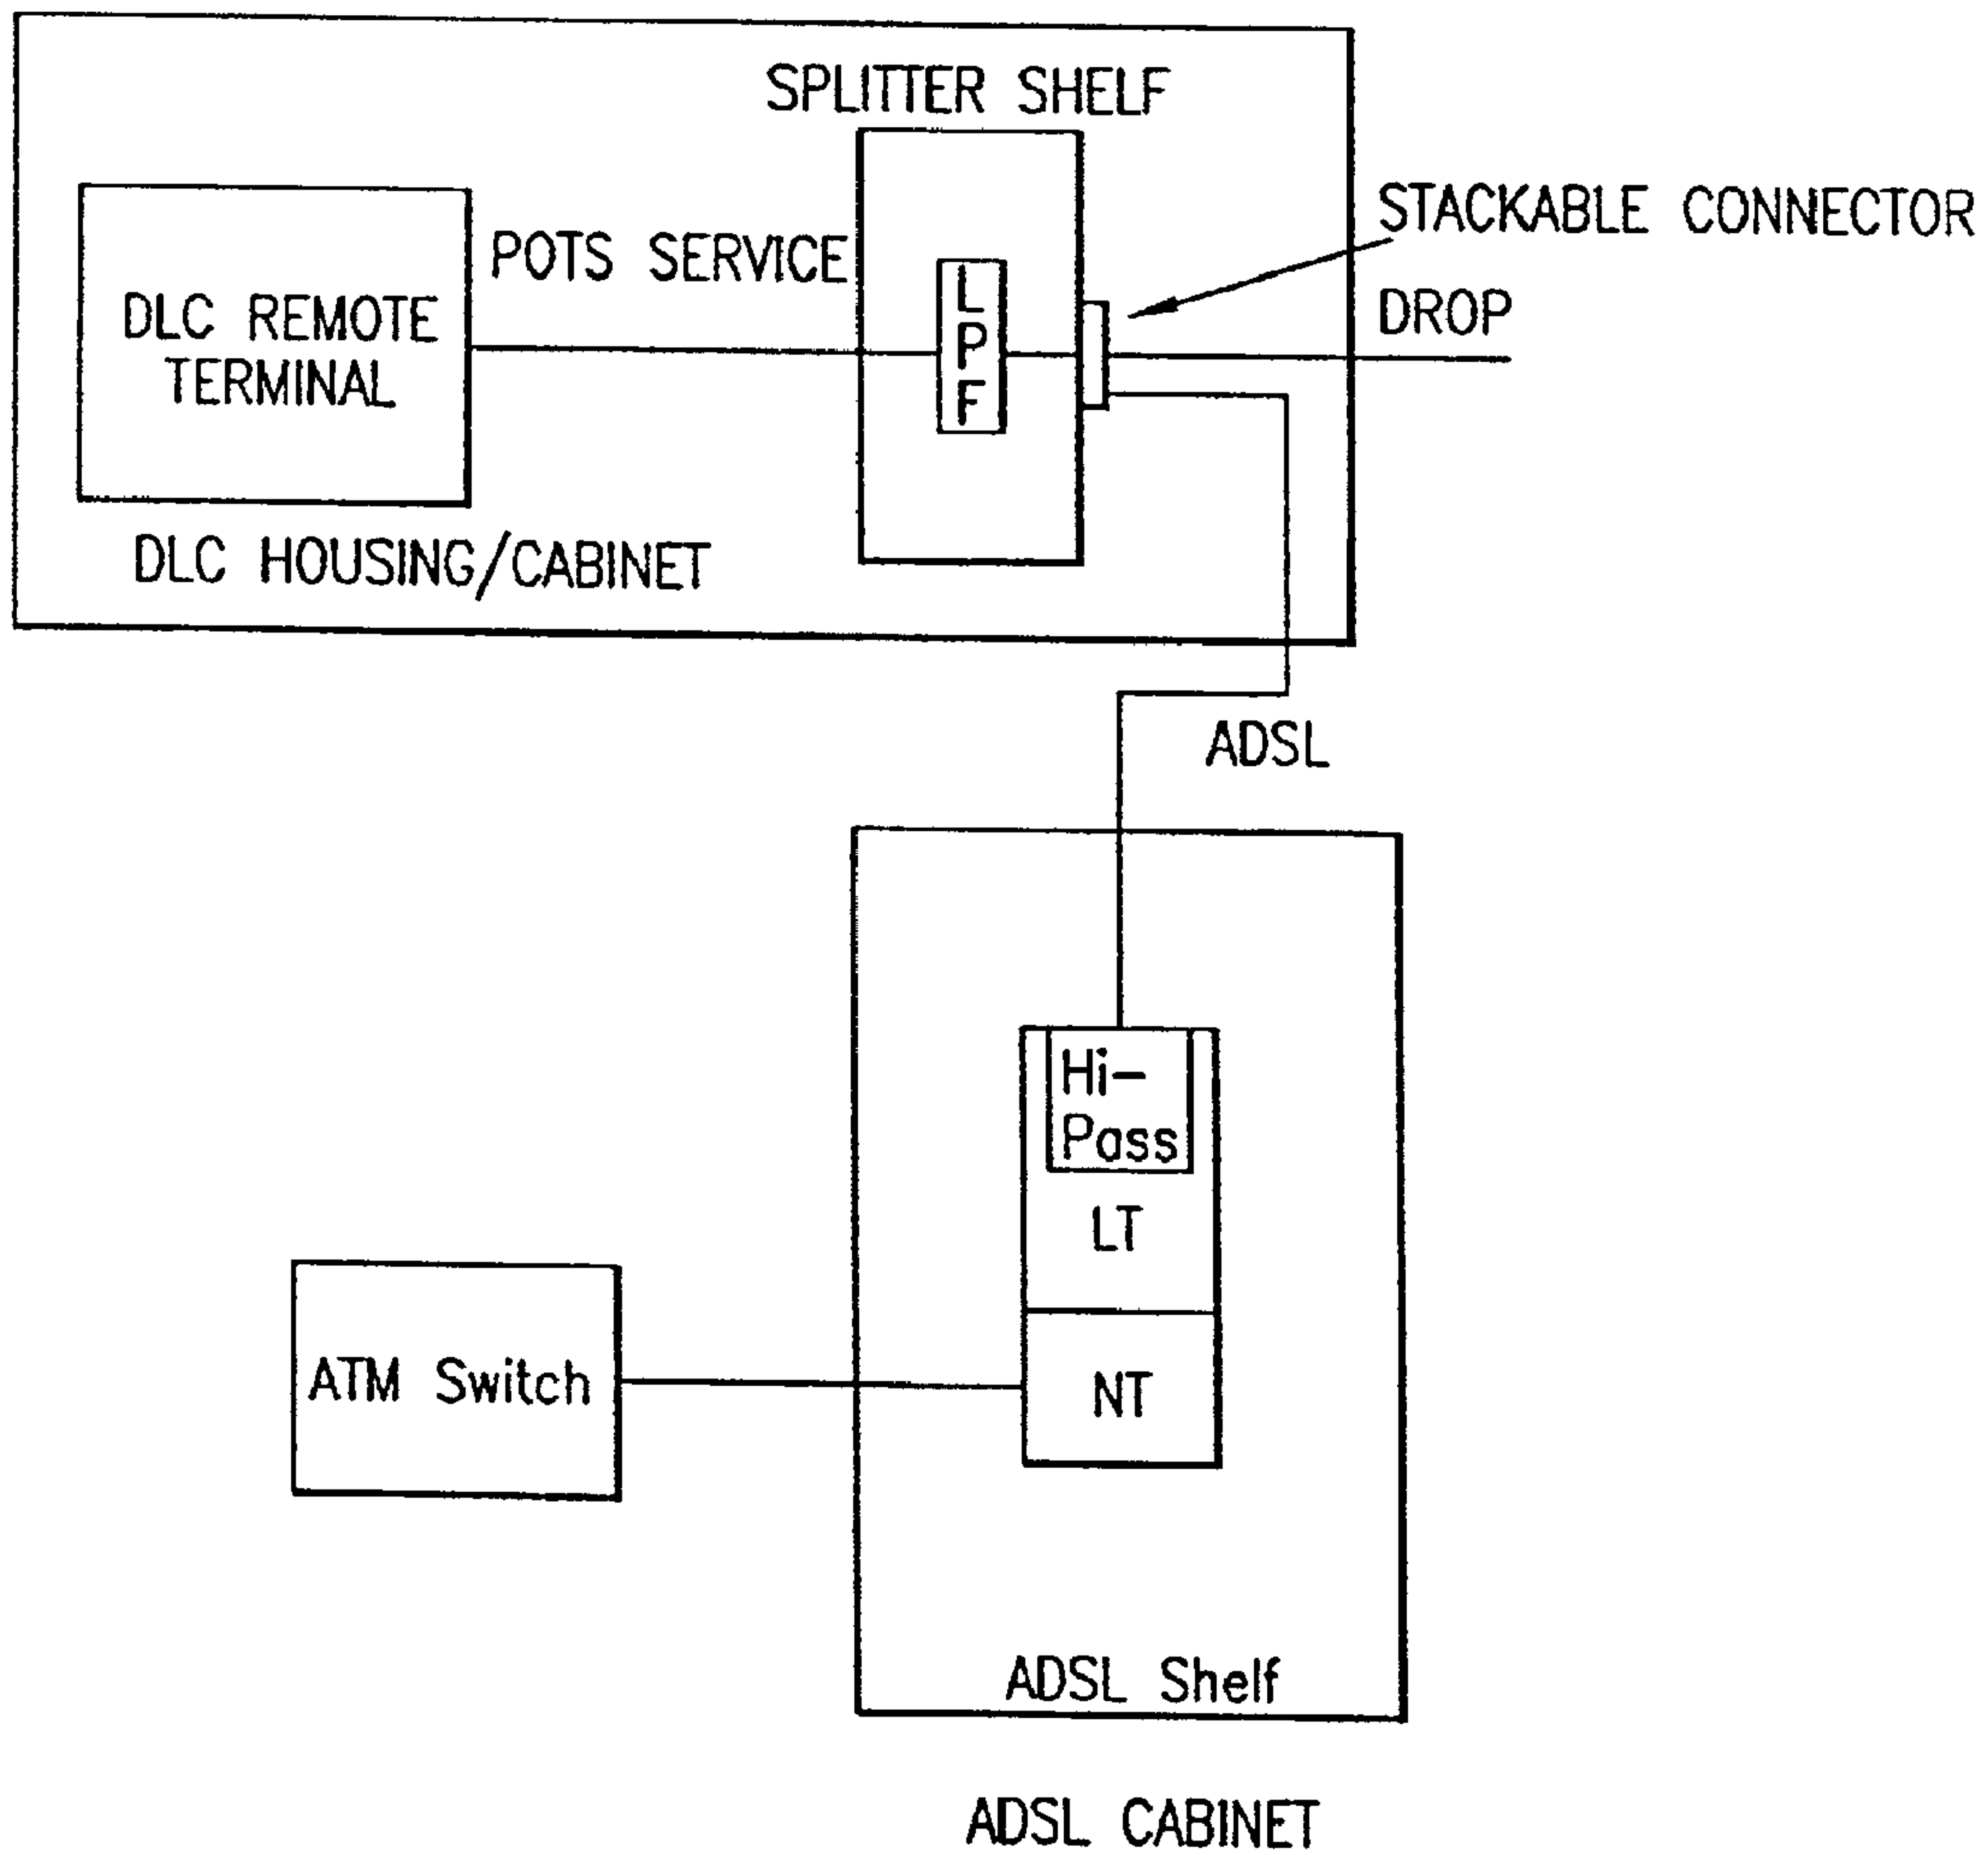 SPLITTER SHELF
STACKABLE CONNECTOR
POTS SERVICE
DROP
DLC REMOTE
TERMINAL
L
P
F
DLC HOUSING/CABINET
ADSL
Hi-
Pass
LT
ATM Switch
NT
ADSL Shelf
ADSL CABINET